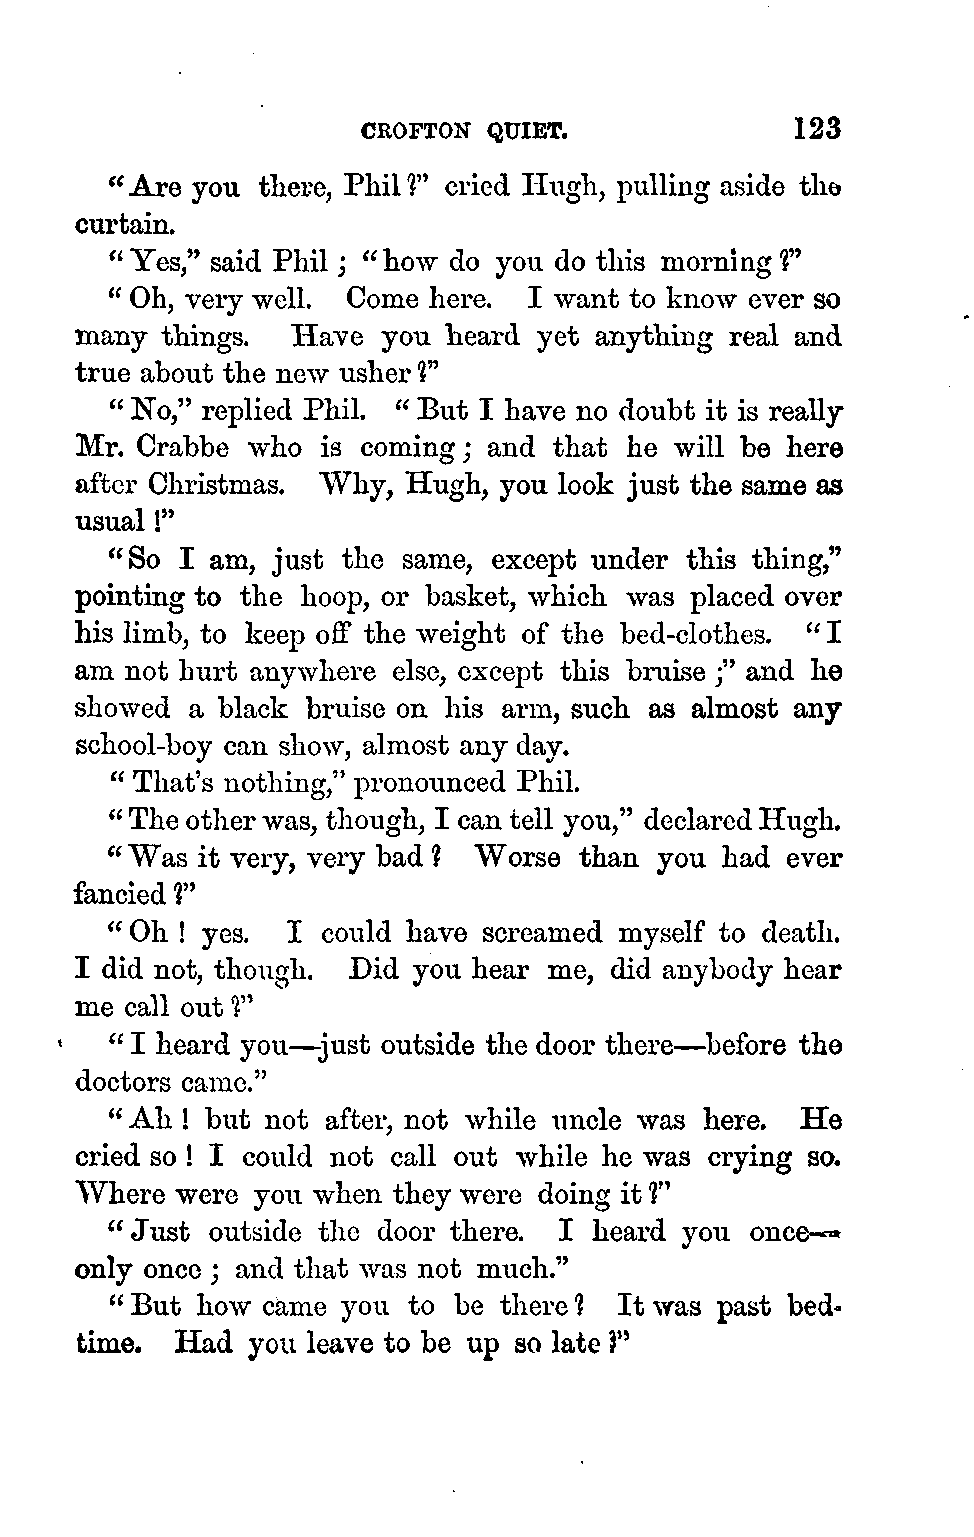 CROFTON QUIET. 123
"Are you there, Phil?" cried Hugh, pulling aside the
curtain.
"Yes," said Phil; "how do you do this morning?"
"Oh, very well. Come here. I want to know ever so
many things. Have you heard yet anything real and
true about the new usher?"
"No," replied Phil. "But I have no doubt it is really
Mr. Crabbe who is coming; and that he will be here
after Christmas. Why, Hugh, you look just the same as
usual!"
"So I am, just the same, except under this thing,"
pointing to the hoop, or basket, which was placed over
his limb, to keep off the weight of the bed-clothes. "I
am not hurt anywhere else, except this bruise;" and he
showed a black bruise on his arm, such as almost any
school-boy can show, almost any day.
"That's nothing," pronounced Phil.
"The other was, though, I can tell you," declared Hugh.
"Was it very, very bad? Worse than you had ever
fancied?"
"Oh! yes. I could have screamed myself to death.
I did not, though. Did you hear me, did anybody hear
me call out?"
"I heard you—just outside the door there—before the
doctors came."
"Ah! but not after, not while uncle was here. He
cried so! I could not call out while he was crying so.
Where were you when they were doing it?"
"Just outside the door there. I heard you once—
only once; and that was not much."
"But how came you to be there? It was past bed-
time. Had you leave to be up so late?"